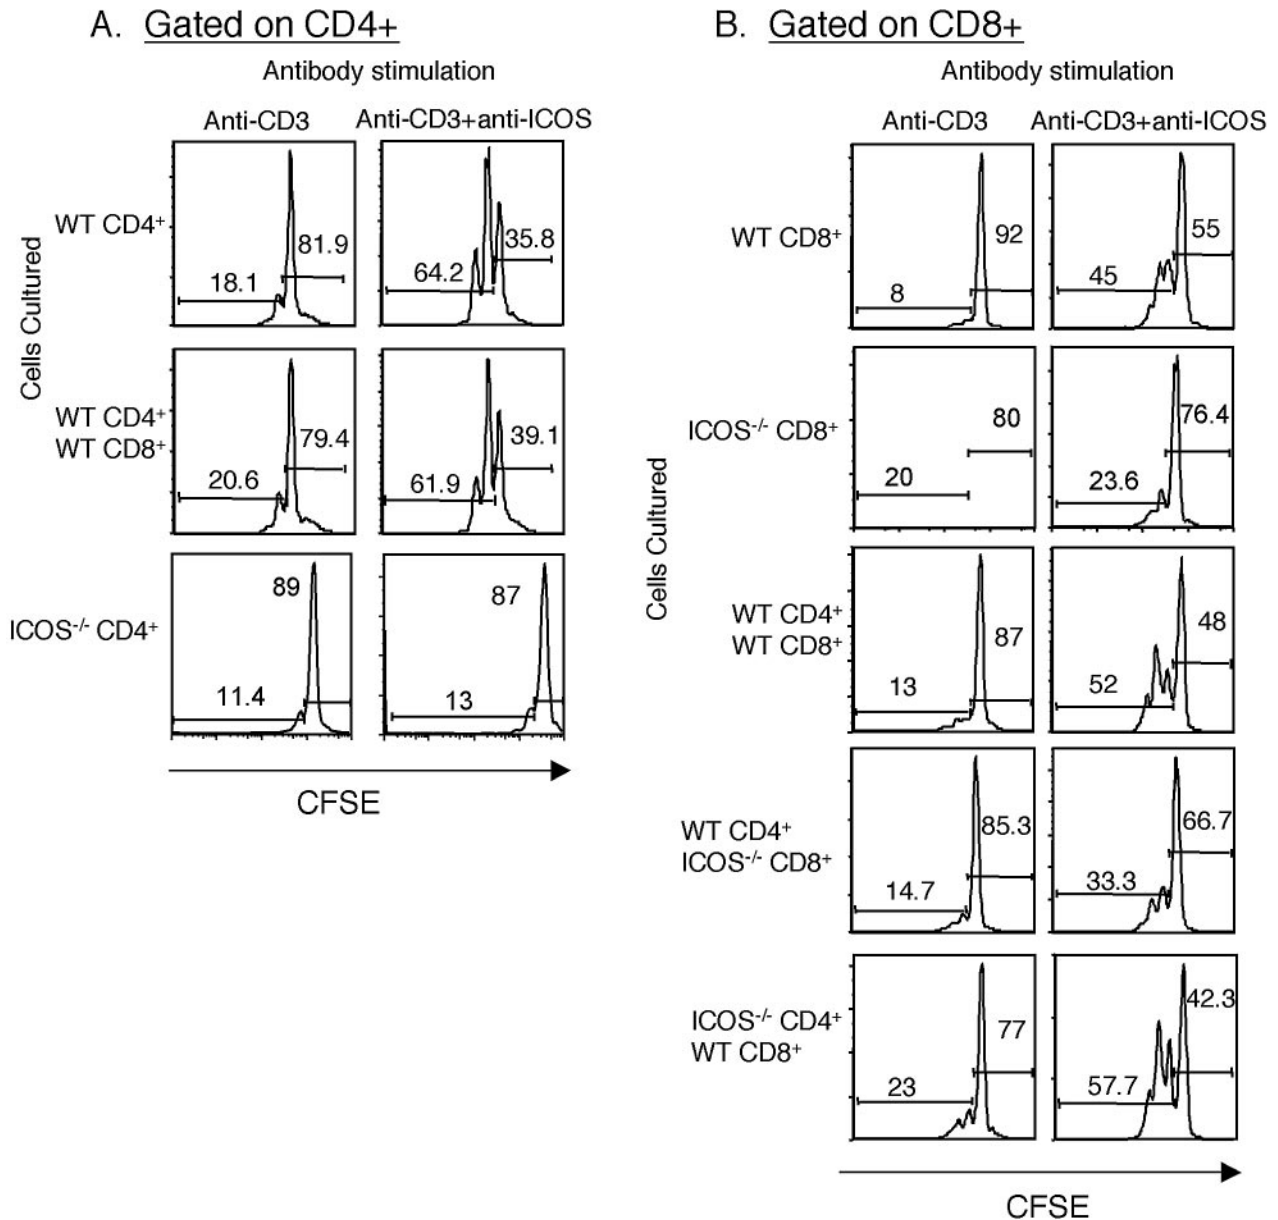 A. Gated on CD4+
Antibody stimulation
Anti-CD3 Anti-CD3+anti-ICOS
Cells Cultured
WT CD4⁺
81.9
18.1
35.8
64.2
WT CD4⁺
WT CD8⁺
79.4
20.6
39.1
61.9
ICOS⁻/⁻ CD4⁺
89
11.4
87
13
CFSE
B. Gated on CD8+
Antibody stimulation
Anti-CD3 Anti-CD3+anti-ICOS
Cells Cultured
WT CD8⁺
92
8
55
45
ICOS⁻/⁻ CD8⁺
80
20
76.4
23.6
WT CD4⁺
WT CD8⁺
87
13
48
52
WT CD4⁺
ICOS⁻/⁻ CD8⁺
85.3
14.7
66.7
33.3
ICOS⁻/⁻ CD4⁺
WT CD8⁺
77
23
42.3
57.7
CFSE